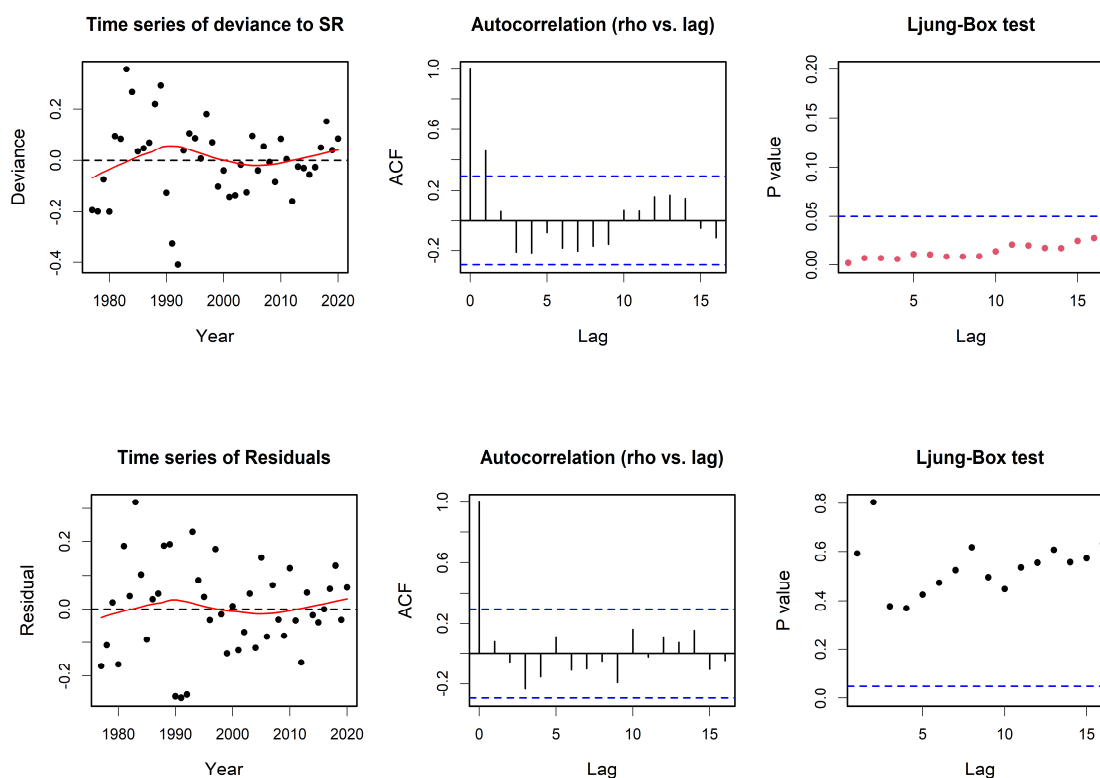 Time series of deviance to SR
Autocorrelation (rho vs. lag)
Ljung-Box test
Deviance
0.2
0.0
-0.2
-0.4
1980 1990 2000 2010 2020
Year
ACF
1.0
0.6
0.2
-0.2
0 5 10 15
Lag
P value
0.20
0.15
0.10
0.05
0.00
5 10 15
Lag
Time series of Residuals
Autocorrelation (rho vs. lag)
Ljung-Box test
Residual
0.2
0.0
-0.2
1980 1990 2000 2010 2020
Year
ACF
1.0
0.6
0.2
-0.2
0 5 10 15
Lag
P value
0.8
0.6
0.4
0.2
0.0
5 10 15
Lag